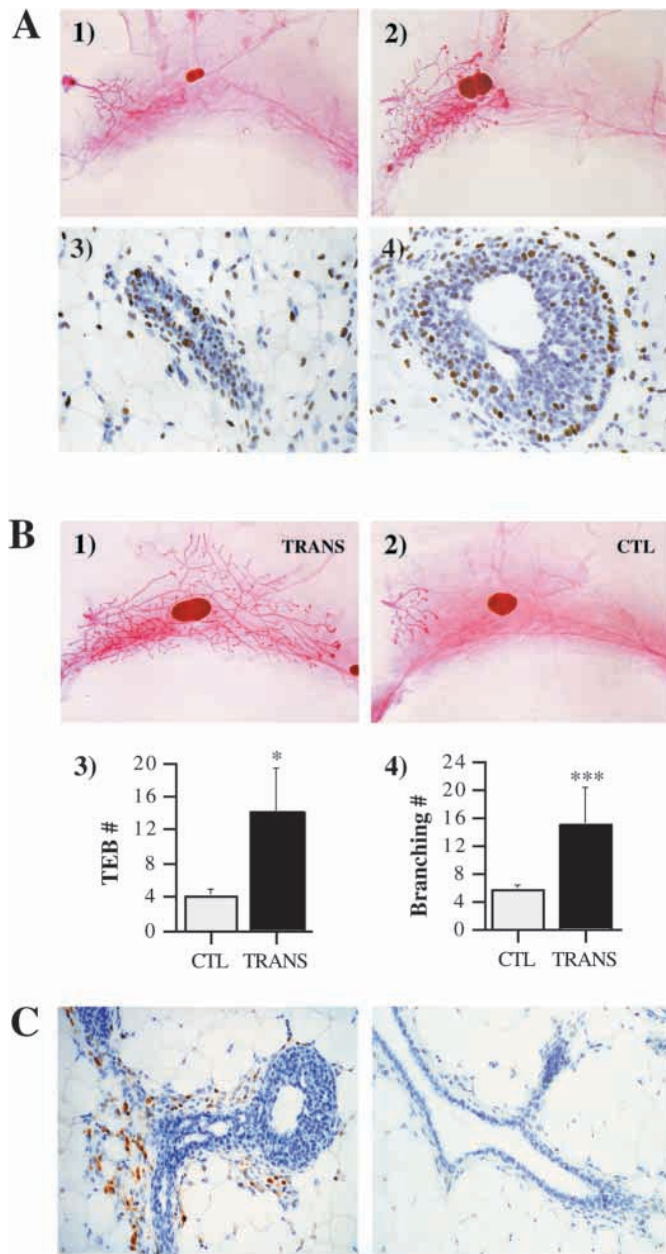 A
1)
2)
3)
4)
B
1)
TRANS
2)
CTL
3)
TEB #
20
16
12
8
4
0
*
CTL TRANS
4)
Branching #
24
20
16
12
8
4
0
***
CTL TRANS
C